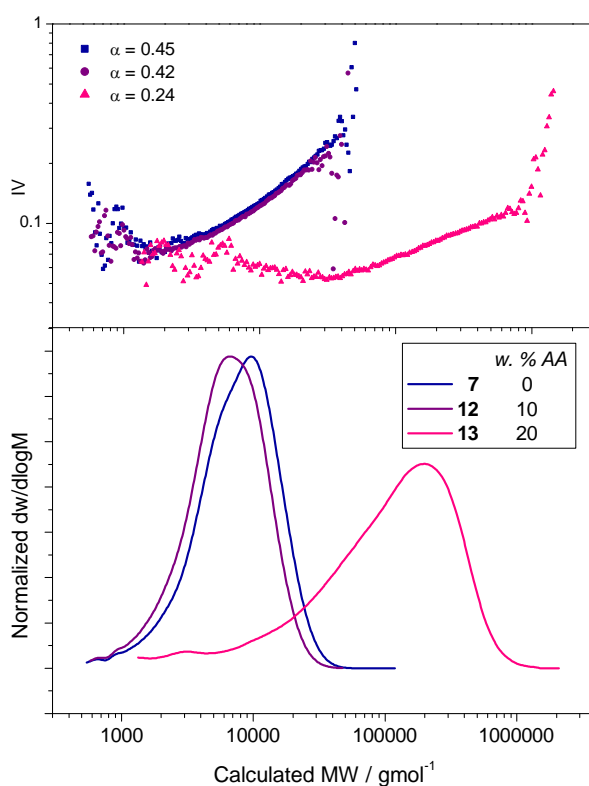 1
α = 0.45
α = 0.42
α = 0.24
0.1
IV
w. % AA
7 0
12 10
13 20
Normalized dw/dlogM
1000 10000 100000 1000000
Calculated MW / gmol⁻¹